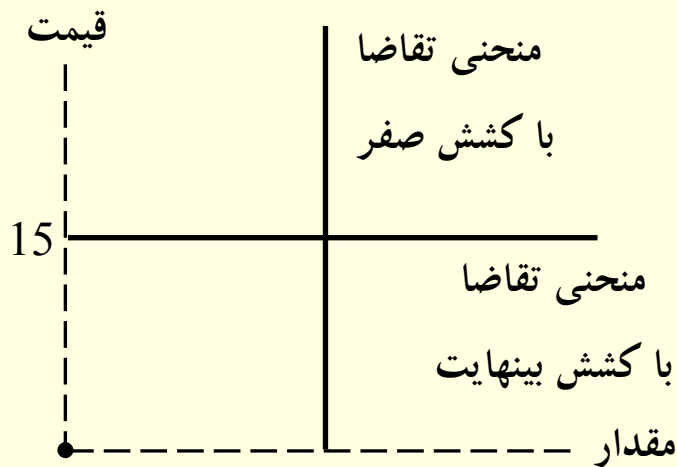 قیمت
منحنی تقاضا
با کشش صفر
15
منحنی تقاضا
با کشش بینهایت
مقدار